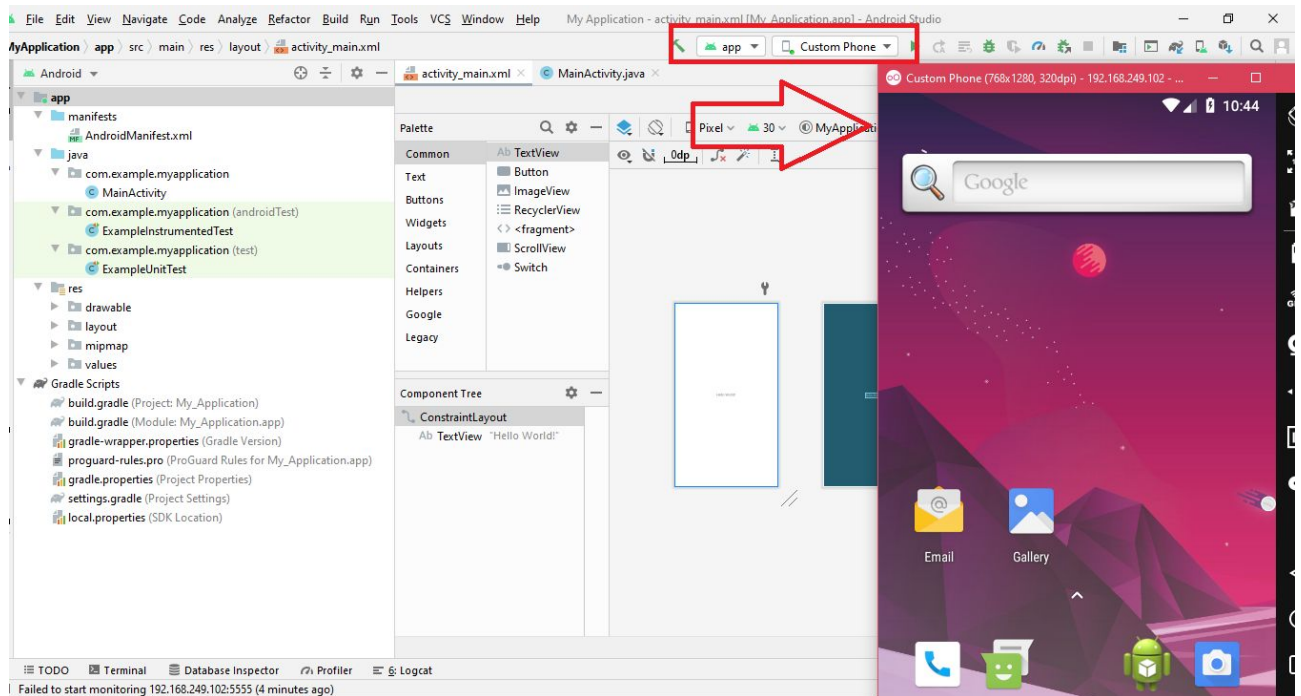 File Edit View Navigate Code Analyze Refactor Build Run Tools VCS Window Help My Application - activity_main.xml [My_Application.app] - Android Studio
MyApplication app src main res layout activity_main.xml
app Custom Phone
Android
activity_main.xml MainActivity.java
Custom Phone (768x1280, 320dpi) - 192.168.249.102 - ...
app
manifests
AndroidManifest.xml
java
com.example.myapplication
MainActivity
com.example.myapplication (androidTest)
ExampleInstrumentedTest
com.example.myapplication (test)
ExampleUnitTest
res
drawable
layout
mipmap
values
Gradle Scripts
build.gradle (Project: My_Application)
build.gradle (Module: My_Application.app)
gradle-wrapper.properties (Gradle Version)
proguard-rules.pro (ProGuard Rules for My_Application.app)
gradle.properties (Project Properties)
settings.gradle (Project Settings)
local.properties (SDK Location)
Palette
Common
Text
Buttons
Widgets
Layouts
Containers
Helpers
Google
Legacy
Ab TextView
Button
ImageView
RecyclerView
<fragment>
ScrollView
Switch
Pixel 30 MyApplicati
0dp
Component Tree
ConstraintLayout
Ab TextView "Hello World!"
10:44
Google
Email Gallery
TODO Terminal Database Inspector Profiler 6: Logcat
Failed to start monitoring 192.168.249.102:5555 (4 minutes ago)